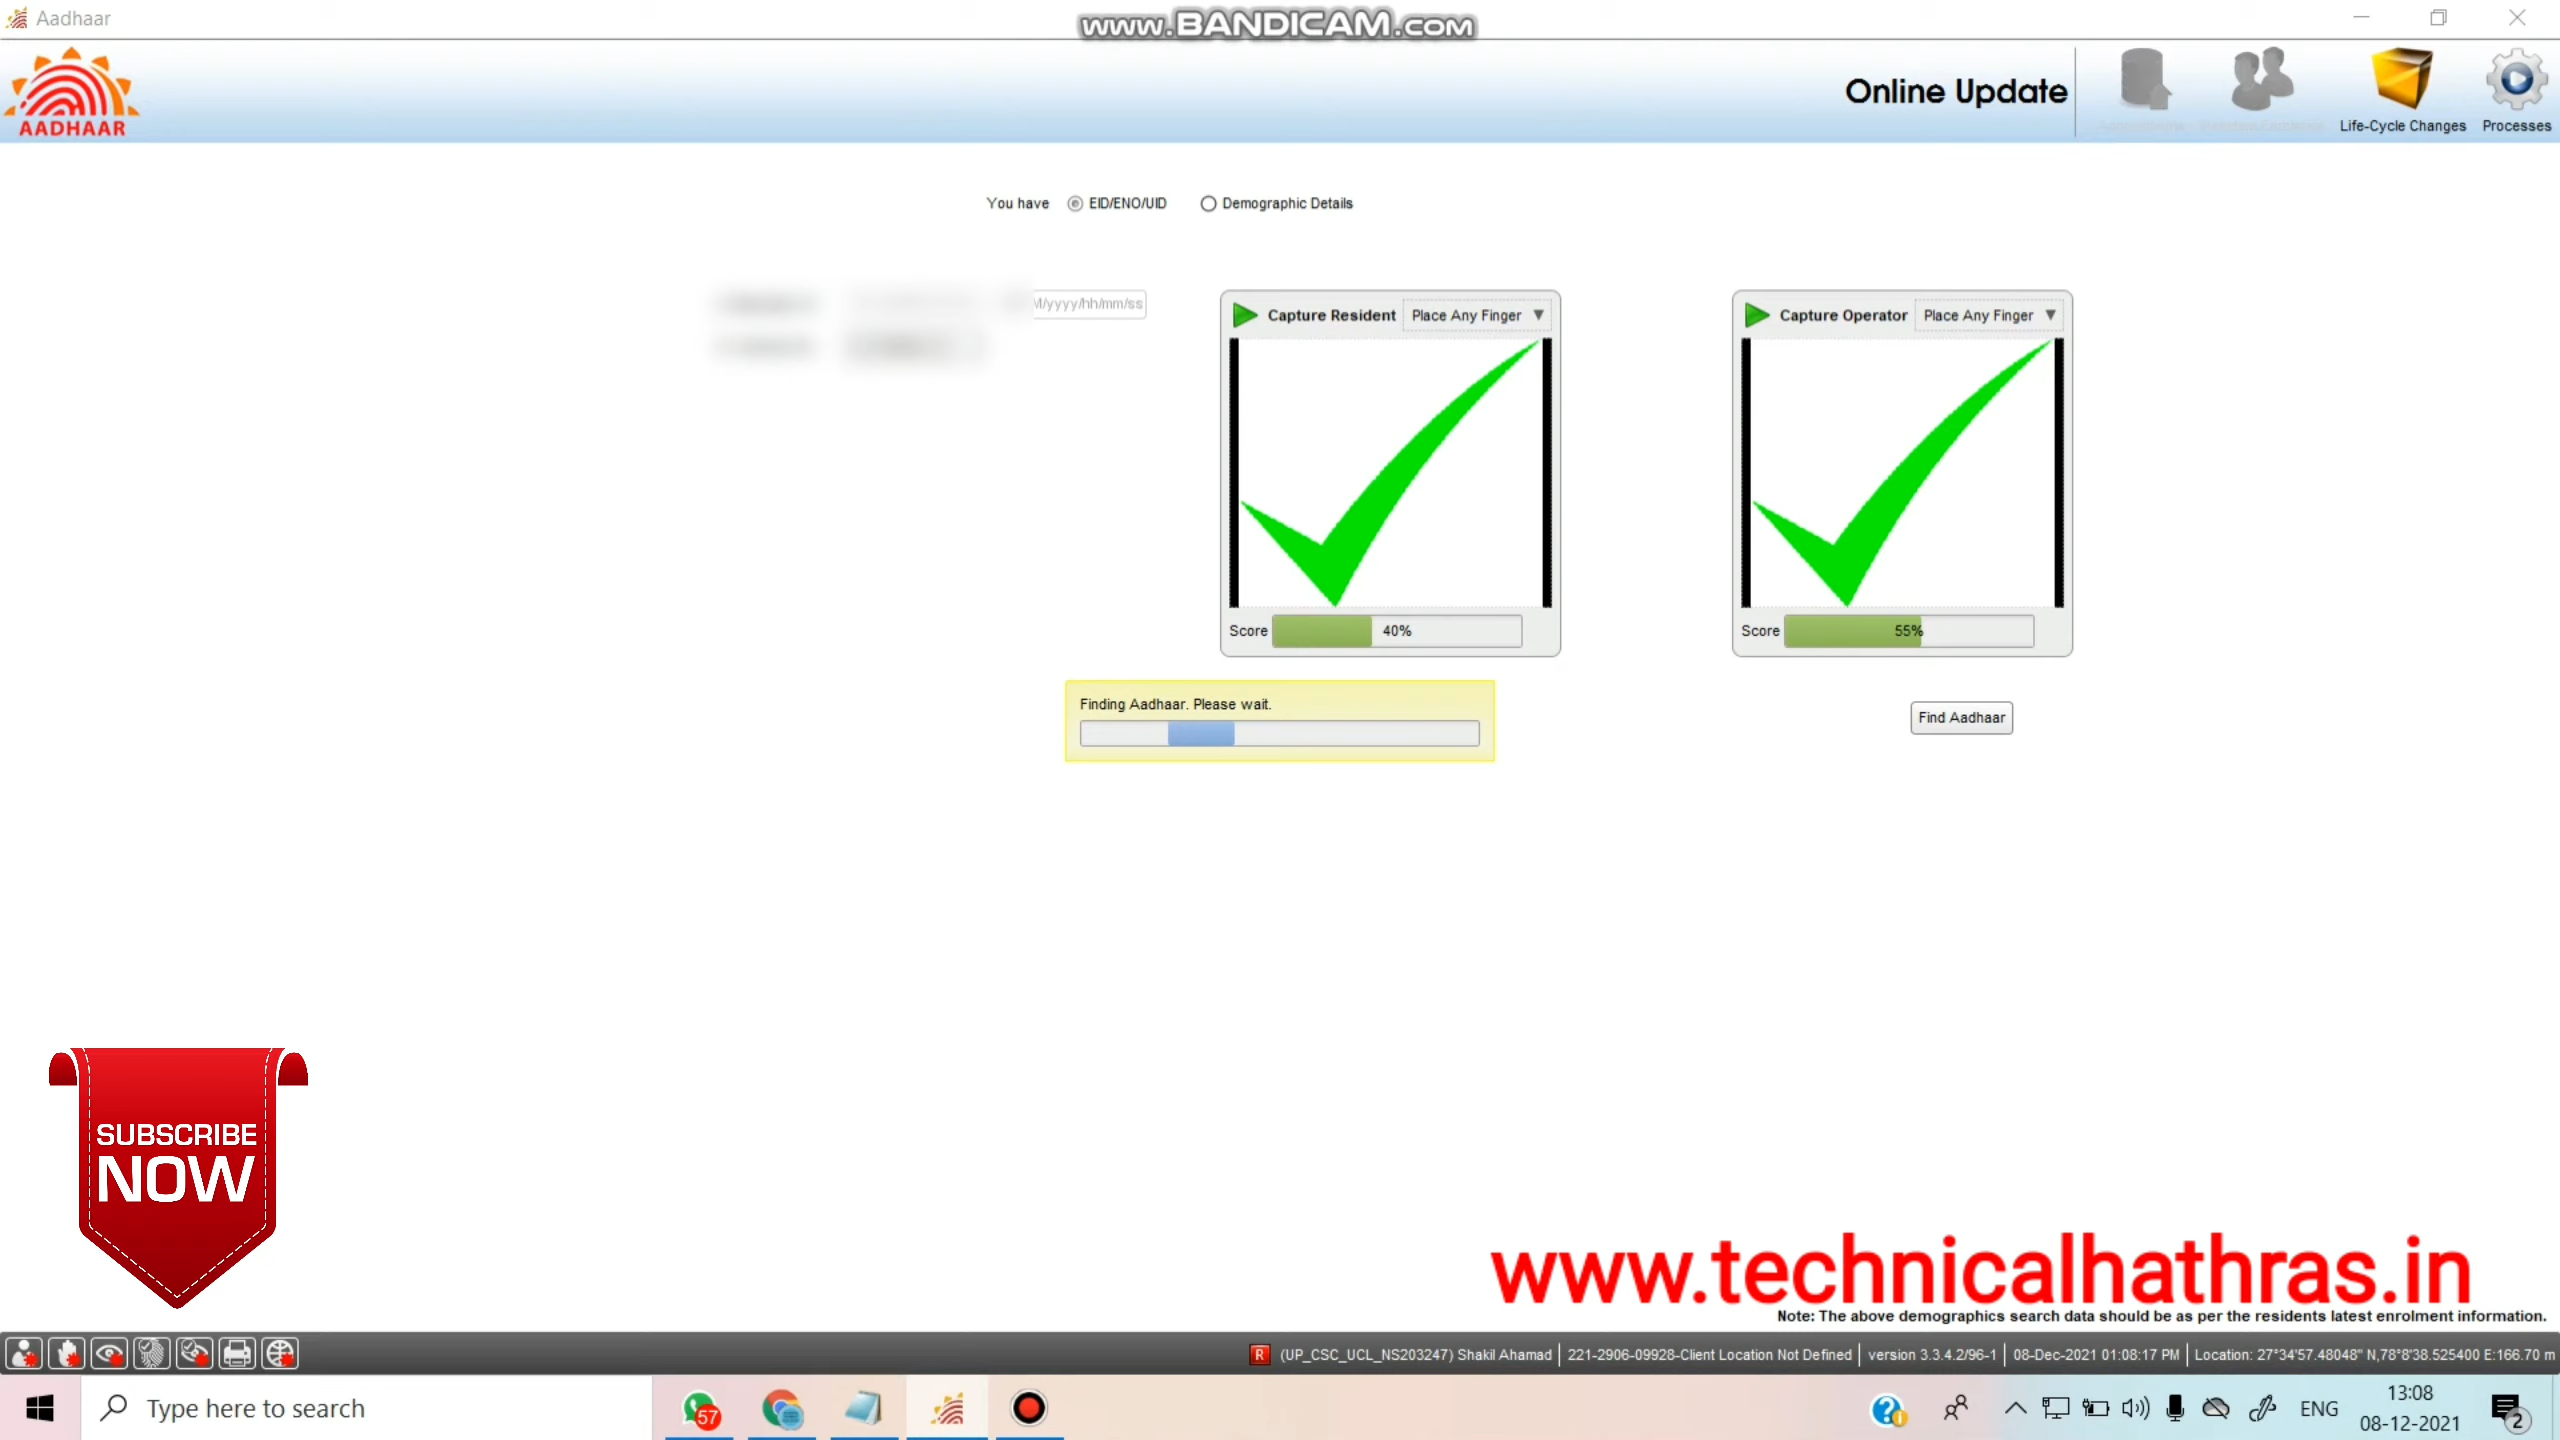 Aadhaar
www.BANDICAM.com
AADHAAR
Online Update
Life-Cycle Changes
Processes
You have EID/ENO/UID Demographic Details
M/yyyy/hh/mm/ss
Capture Resident Place Any Finger
Score 40%
Capture Operator Place Any Finger
Score 55%
Finding Aadhaar. Please wait.
Find Aadhaar
SUBSCRIBE
NOW
www.technicalhathras.in
Note: The above demographics search data should be as per the residents latest enrolment information.
R (UP_CSC_UCL_NS203247) Shakil Ahamad 221-2906-09928-Client Location Not Defined version 3.3.4.2/96-1 08-Dec-2021 01:08:17 PM Location: 27°34'57.48048" N,78°8'38.525400 E:166.70 m
Type here to search
57
ENG
13:08
08-12-2021
2